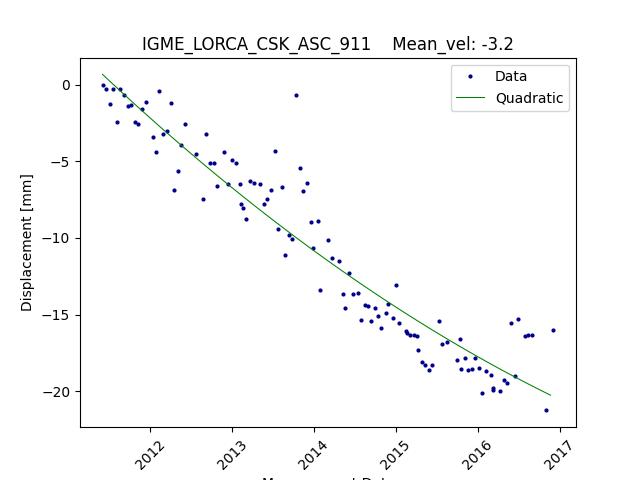 IGME_LORCA_CSK_ASC_911    Mean_vel: -3.2
Data
Quadratic
Displacement [mm]
0
−5
−10
−15
−20
2012
2013
2014
2015
2016
2017